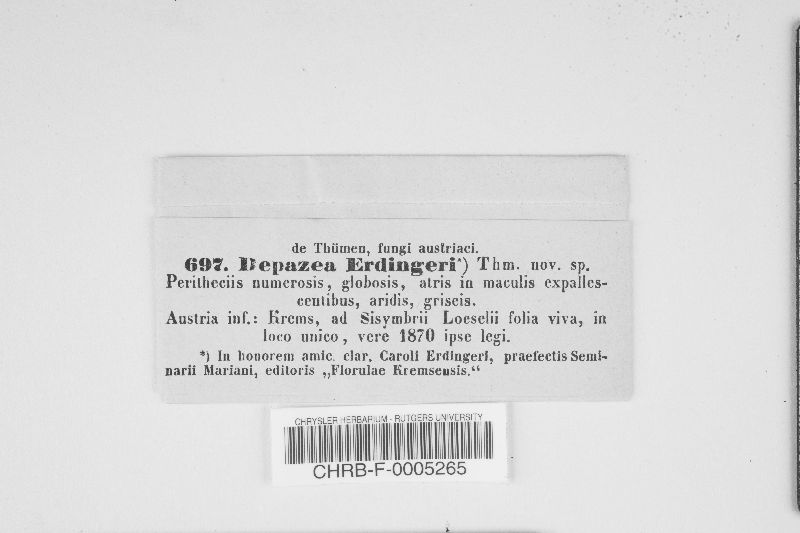 de Thümen, fungi austriaci.
697. Depazea Erdingeri*) Thm. nov. sp.
Peritheciis numerosis, globosis, atris in maculis expalles-
centibus, aridis, griseis.
Austria inf.: Krems, ad Sisymbrii Loeselii folia viva, in
loco unico, vere 1870 ipse legi.
*) In honorem amic. clar. Caroli Erdingeri, praefectis Semi-
narii Mariani, editoris „Florulae Kremsensis.“
CHRYSLER HERBARIUM - RUTGERS UNIVERSITY
CHRB-F-0005265